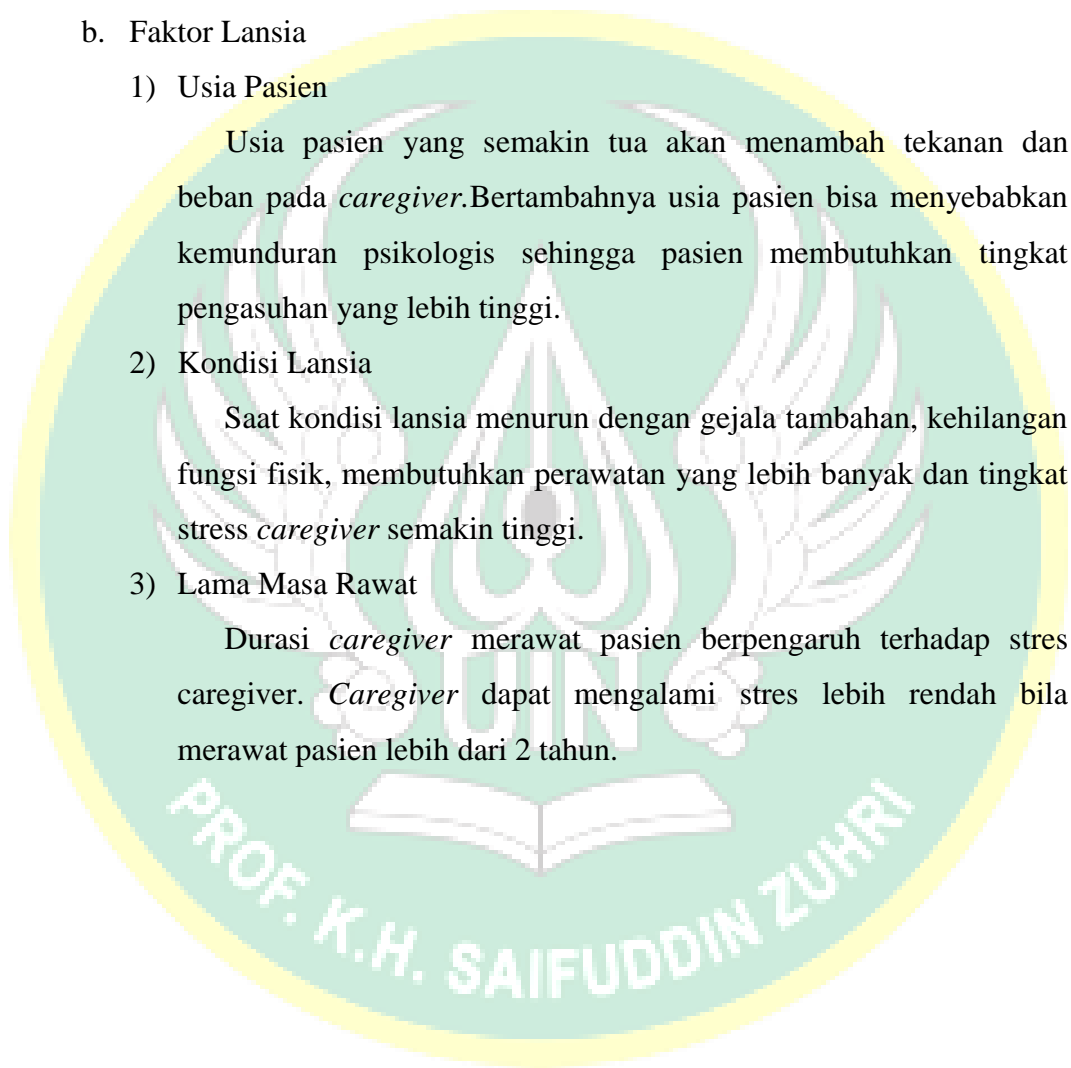 b. Faktor Lansia
1) Usia Pasien
Usia pasien yang semakin tua akan menambah tekanan dan
beban pada caregiver.Bertambahnya usia pasien bisa menyebabkan
kemunduran psikologis sehingga pasien membutuhkan tingkat
pengasuhan yang lebih tinggi.
2) Kondisi Lansia
Saat kondisi lansia menurun dengan gejala tambahan, kehilangan
fungsi fisik, membutuhkan perawatan yang lebih banyak dan tingkat
stress caregiver semakin tinggi.
3) Lama Masa Rawat
Durasi caregiver merawat pasien berpengaruh terhadap stres
caregiver. Caregiver dapat mengalami stres lebih rendah bila
merawat pasien lebih dari 2 tahun.
UIN
PROF. K.H. SAIFUDDIN ZUHRI